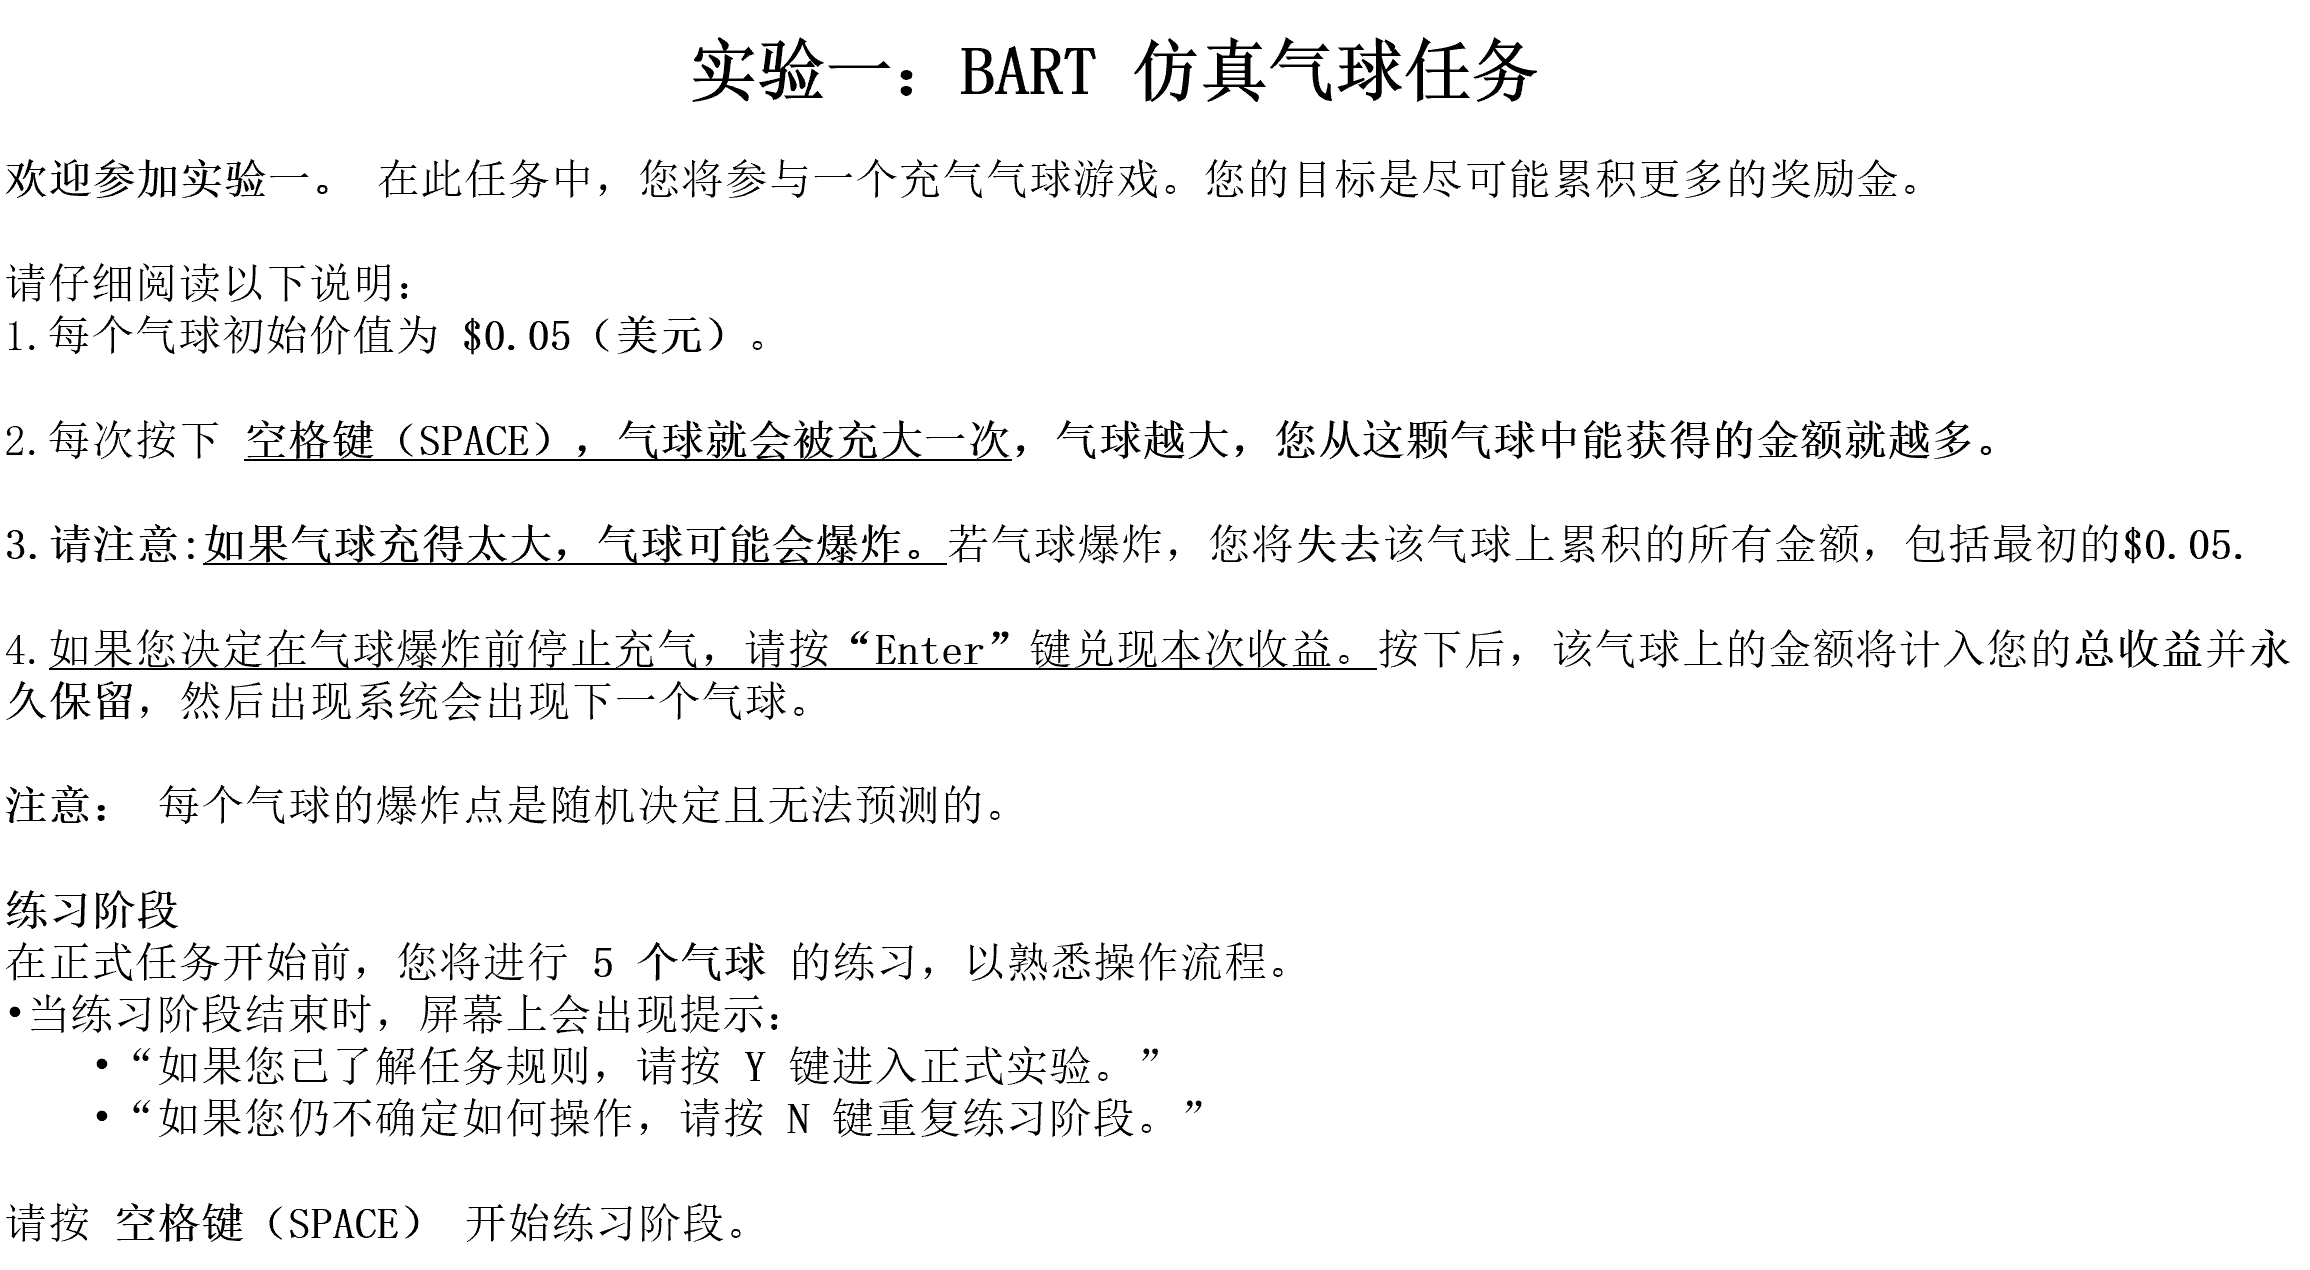 实验一：BART 仿真气球任务
欢迎参加实验一。 在此任务中，您将参与一个充气气球游戏。您的目标是尽可能累积更多的奖励金。
请仔细阅读以下说明：
1.每个气球初始价值为 $0.05（美元）。
2.每次按下 空格键（SPACE），气球就会被充大一次，气球越大，您从这颗气球中能获得的金额就越多。
3.请注意:如果气球充得太大，气球可能会爆炸。若气球爆炸，您将失去该气球上累积的所有金额，包括最初的$0.05.
4.如果您决定在气球爆炸前停止充气，请按“Enter”键兑现本次收益。按下后，该气球上的金额将计入您的总收益并永
久保留，然后出现系统会出现下一个气球。
注意： 每个气球的爆炸点是随机决定且无法预测的。
练习阶段
在正式任务开始前，您将进行 5 个气球 的练习，以熟悉操作流程。
•当练习阶段结束时，屏幕上会出现提示：
•“如果您已了解任务规则，请按 Y 键进入正式实验。”
•“如果您仍不确定如何操作，请按 N 键重复练习阶段。”
请按 空格键（SPACE） 开始练习阶段。